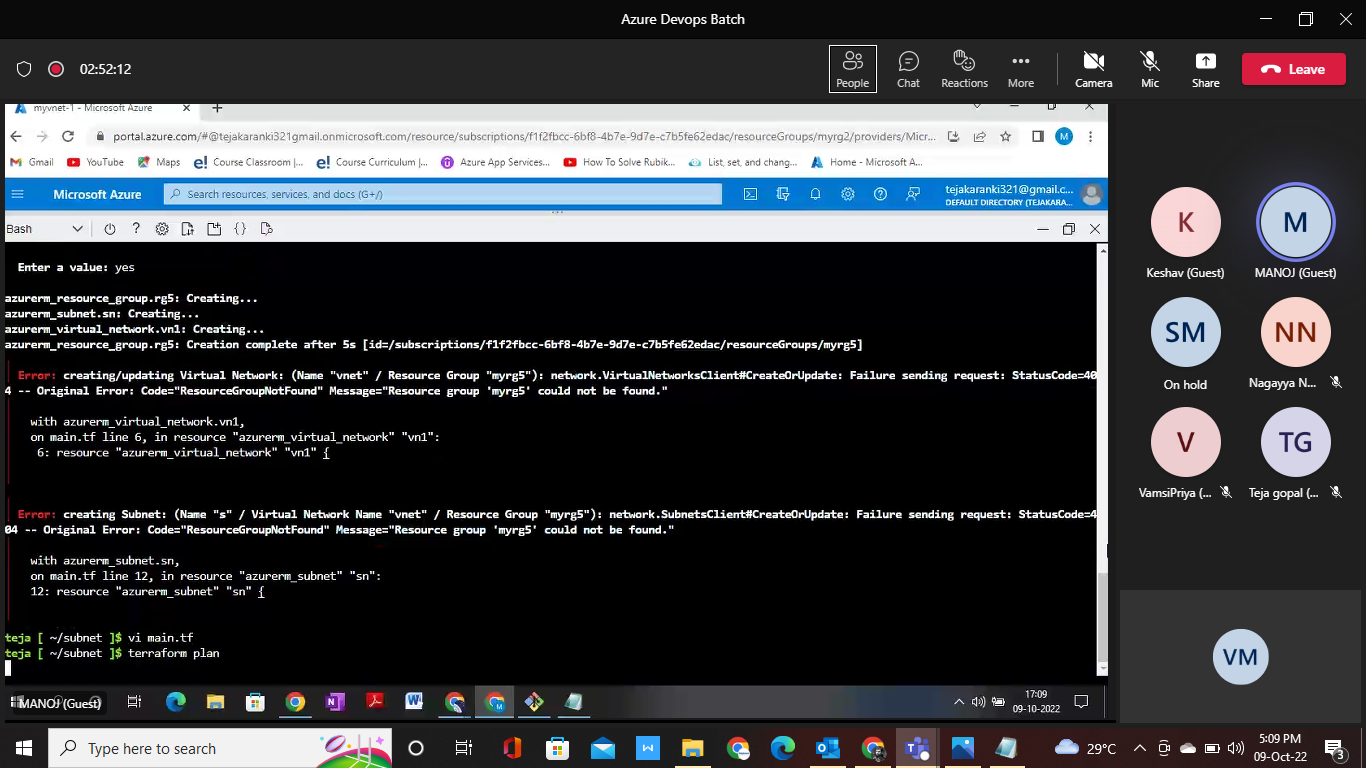 Azure Devops Batch
02:52:12
People
Chat
Reactions
More
Camera
Mic
Share
Leave
myvnet-1 - Microsoft Azure
portal.azure.com/#@tejakaranki321gmail.onmicrosoft.com/resource/subscriptions/f1f2fbcc-6bf8-4b7e-9d7e-c7b5fe62edac/resourceGroups/myrg2/providers/Micr...
M
Gmail
YouTube
Maps
Course Classroom |...
Course Curriculum |...
Azure App Services...
How To Solve Rubik...
List, set, and chang...
Home - Microsoft A...
Microsoft Azure
Search resources, services, and docs (G+/)
tejakaranki321@gmail.c...
DEFAULT DIRECTORY (TEJAKARA...
Bash
Enter a value: yes
azurerm_resource_group.rg5: Creating...
azurerm_subnet.sn: Creating...
azurerm_virtual_network.vn1: Creating...
azurerm_resource_group.rg5: Creation complete after 5s [id=/subscriptions/f1f2fbcc-6bf8-4b7e-9d7e-c7b5fe62edac/resourceGroups/myrg5]
Error: creating/updating Virtual Network: (Name "vnet" / Resource Group "myrg5"): network.VirtualNetworksClient#CreateOrUpdate: Failure sending request: StatusCode=40
4 -- Original Error: Code="ResourceGroupNotFound" Message="Resource group 'myrg5' could not be found."
with azurerm_virtual_network.vn1,
on main.tf line 6, in resource "azurerm_virtual_network" "vn1":
6: resource "azurerm_virtual_network" "vn1" {
Error: creating Subnet: (Name "s" / Virtual Network Name "vnet" / Resource Group "myrg5"): network.SubnetsClient#CreateOrUpdate: Failure sending request: StatusCode=4
04 -- Original Error: Code="ResourceGroupNotFound" Message="Resource group 'myrg5' could not be found."
with azurerm_subnet.sn,
on main.tf line 12, in resource "azurerm_subnet" "sn":
12: resource "azurerm_subnet" "sn" {
teja [ ~/subnet ]$ vi main.tf
teja [ ~/subnet ]$ terraform plan
MANOJ (Guest)
17:09
09-10-2022
K
Keshav (Guest)
M
MANOJ (Guest)
SM
On hold
NN
Nagayya N...
V
VamsiPriya (...
TG
Teja gopal (...
VM
Type here to search
29°C
5:09 PM
09-Oct-22
3